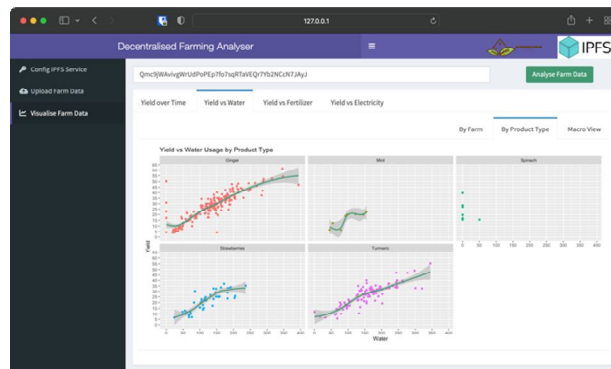 127.0.0.1
Decentralised Farming Analyser
IPFS
Config IPFS Service
Upload Farm Data
Visualise Farm Data
Analyse Farm Data
Yield over Time Yield vs Water Yield vs Fertilizer Yield vs Electricity
By Farm By Product Type Macro View
Yield vs Water Usage by Product Type
Ginger Mint Spinach
Strawberries Turmeric
Yield
Water